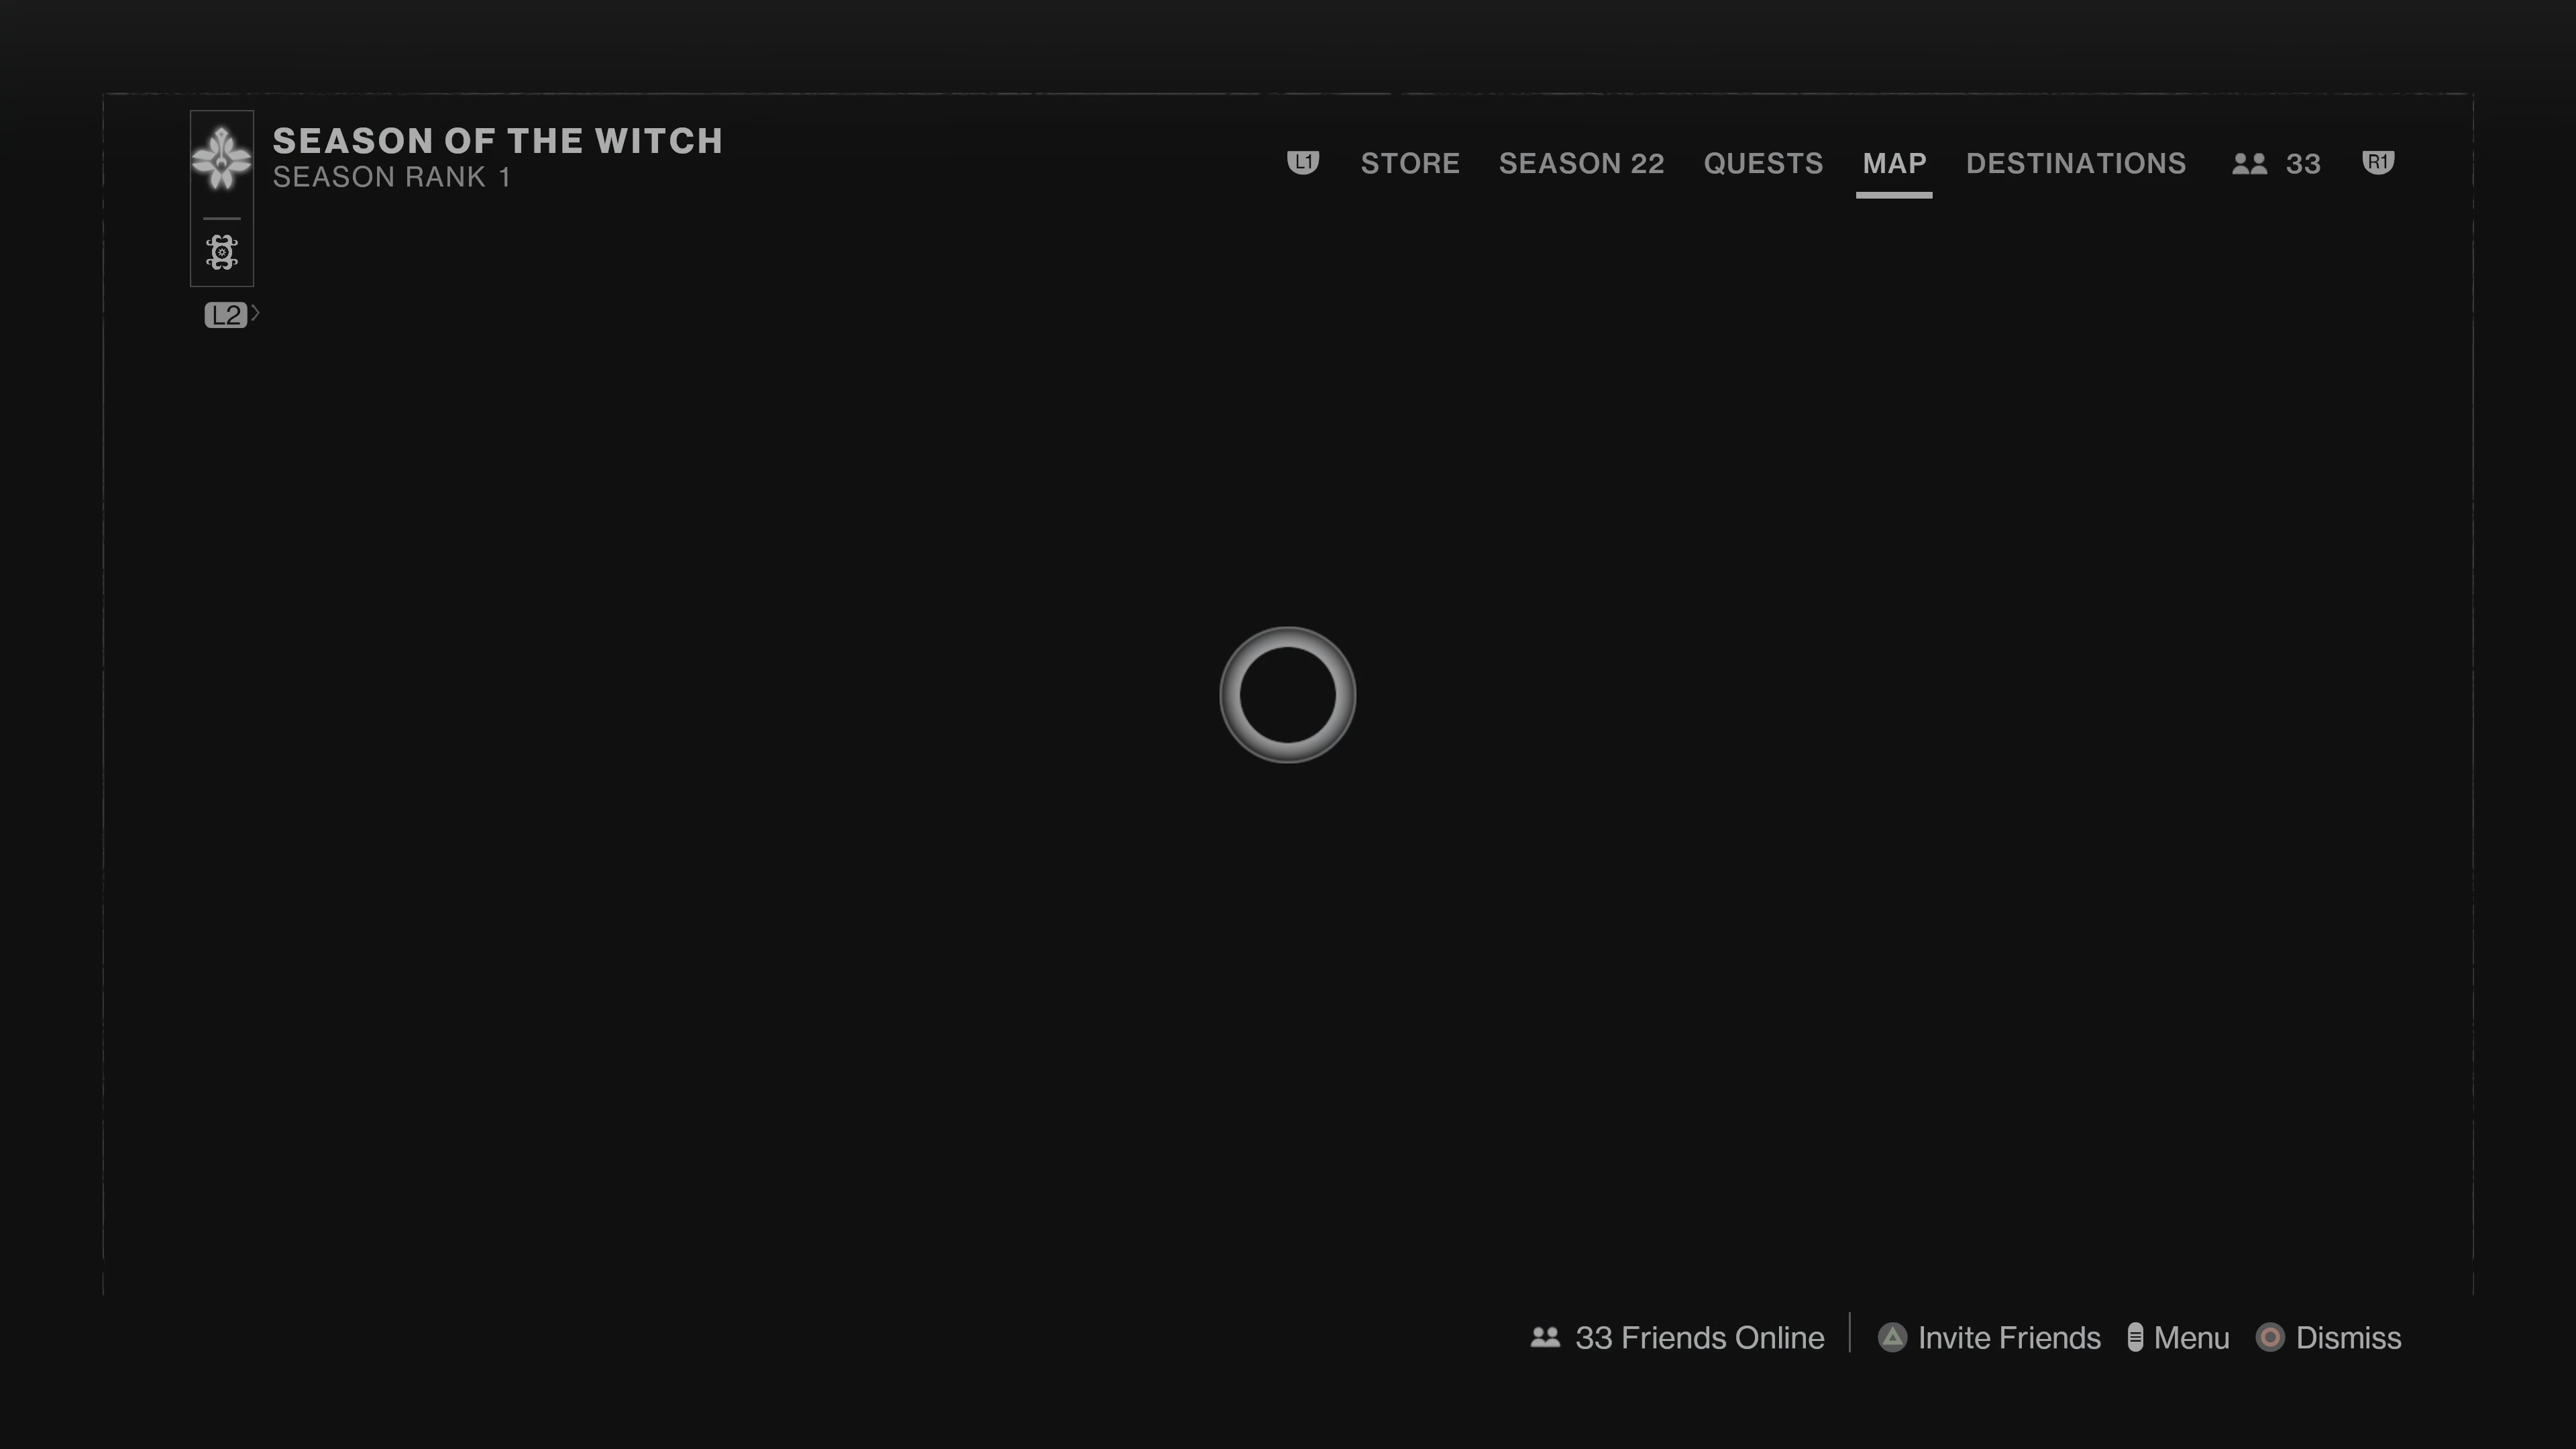 SEASON OF THE WITCH
SEASON RANK 1
L1 STORE SEASON 22 QUESTS MAP DESTINATIONS 33 R1
L2
33 Friends Online Invite Friends Menu Dismiss